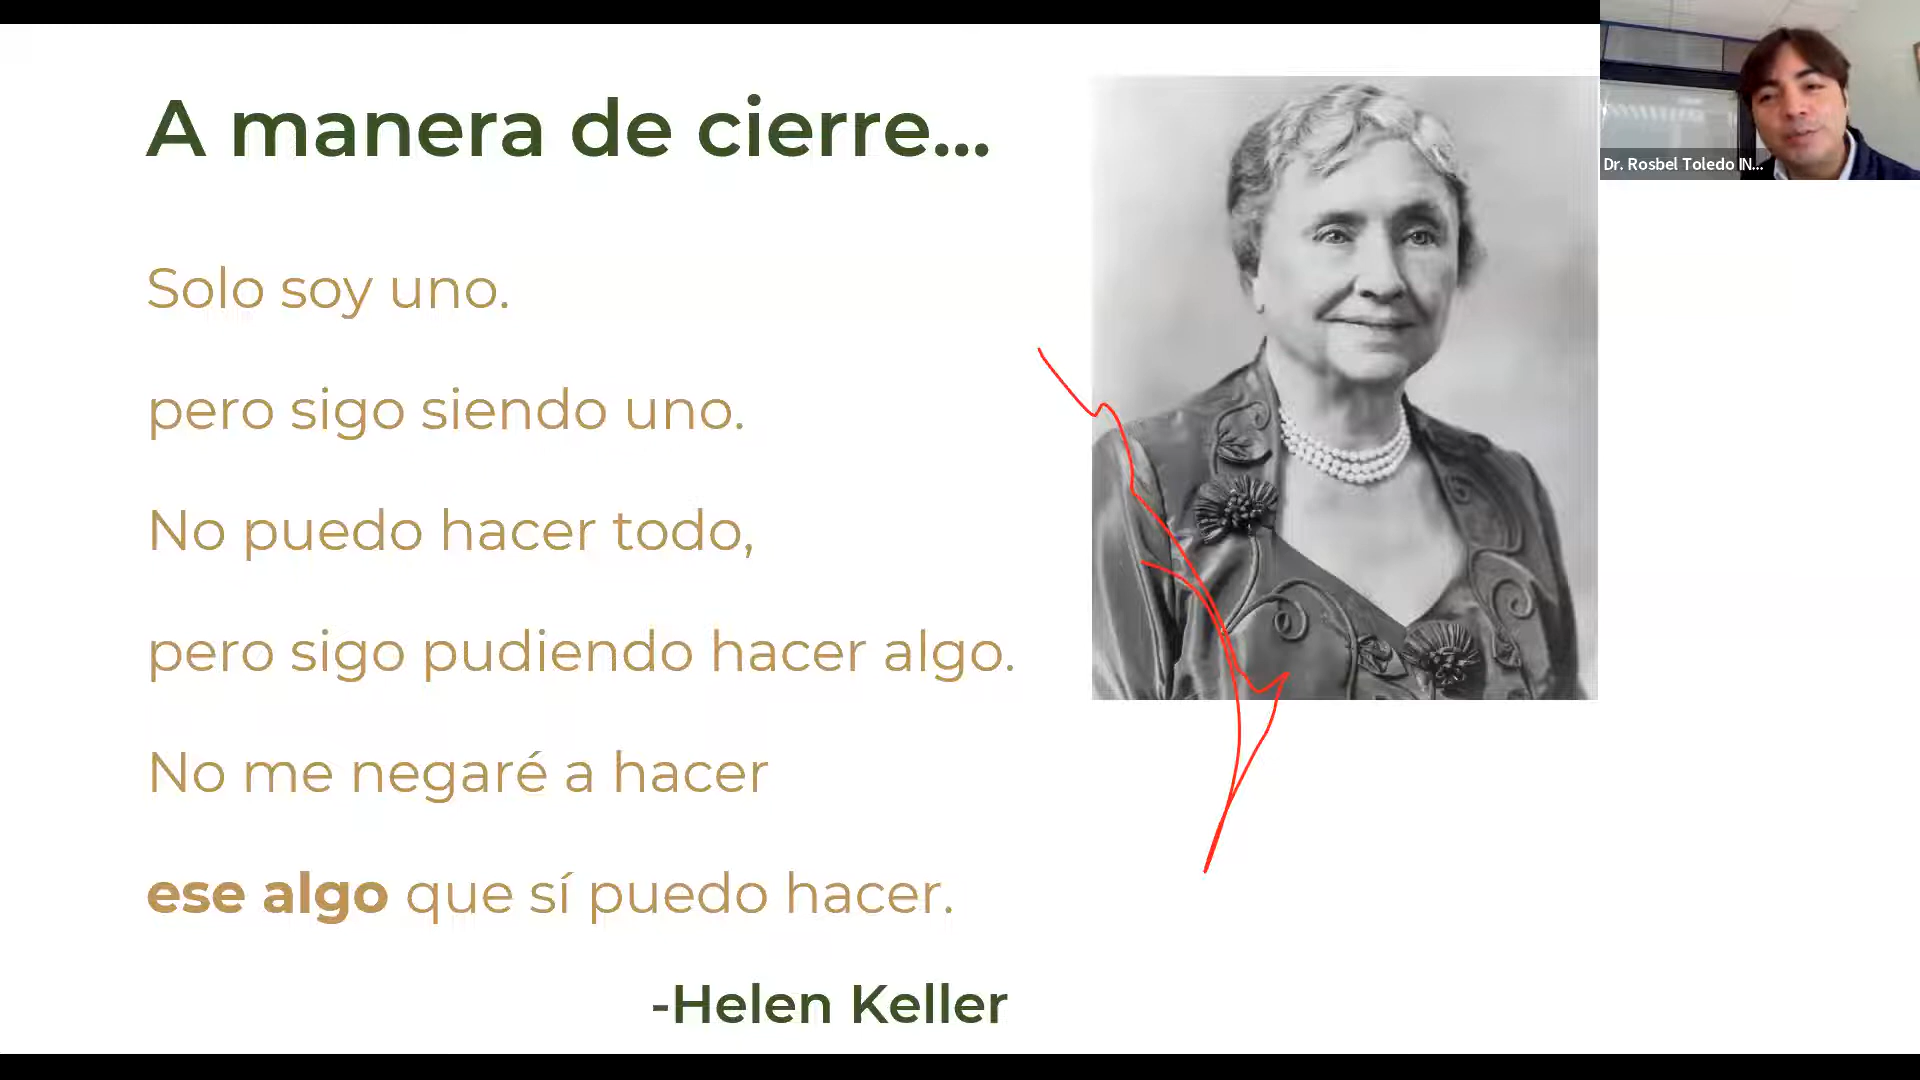 A manera de cierre...
Solo soy uno.
pero sigo siendo uno.
No puedo hacer todo,
pero sigo pudiendo hacer algo.
No me negaré a hacer
ese algo que sí puedo hacer.
-Helen Keller
Dr. Rosbel Toledo IN...